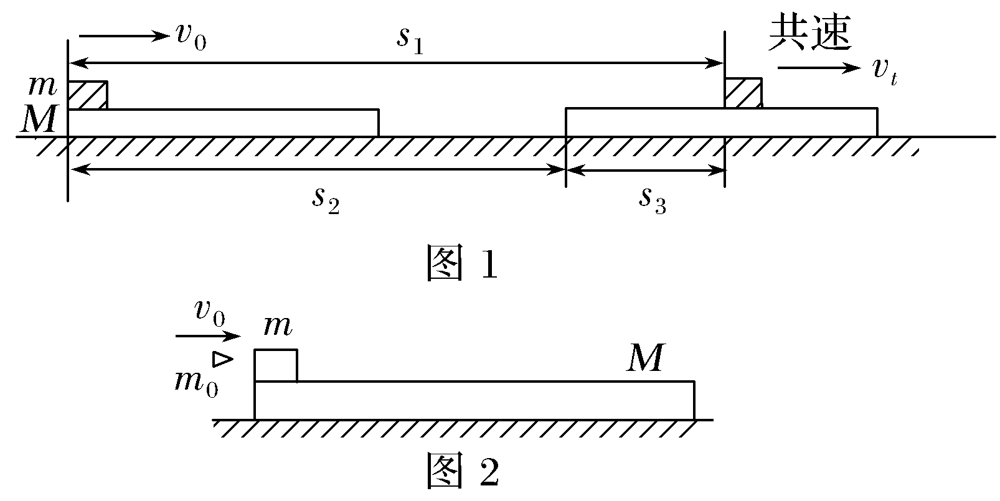 v₀ s₁ 共速
m vₜ
M
s₂ s₃
图 1
v₀ m
m₀ M
图 2